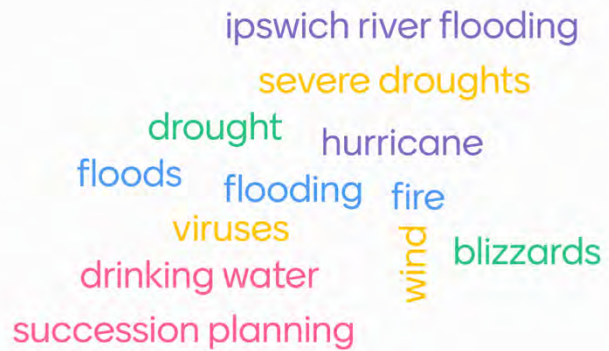 ipswich river flooding
severe droughts
drought
hurricane
floods
flooding
fire
viruses
wind
blizzards
drinking water
succession planning